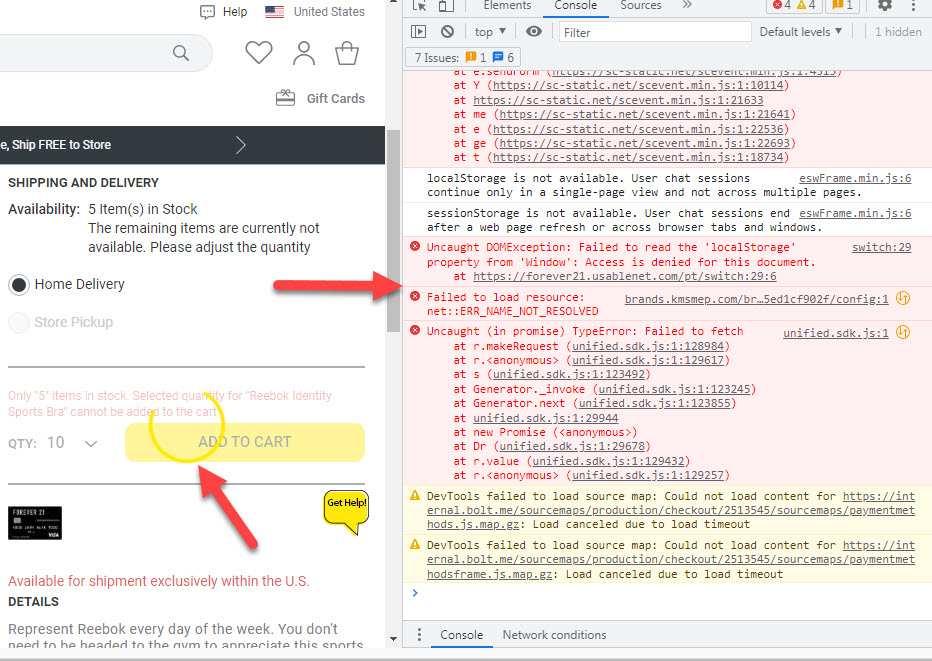 Help
United States
Gift Cards
e, Ship FREE to Store
SHIPPING AND DELIVERY
Availability: 5 Item(s) in Stock
The remaining items are currently not
available. Please adjust the quantity
Home Delivery
Store Pickup
Only "5" items in stock. Selected quantity for "Reebok Identity
Sports Bra" cannot be added to the cart
QTY: 10
ADD TO CART
FOREVER 21
VISA
Get Help!
Available for shipment exclusively within the U.S.
DETAILS
Represent Reebok every day of the week. You don't
need to be headed to the gym to appreciate this sports
Elements Console Sources » 4 4 1
top Filter Default levels 1 hidden
7 Issues: 1 6
at e.sendForm (https://sc-static.net/scevent.min.js:1:4515)
at Y (https://sc-static.net/scevent.min.js:1:10114)
at https://sc-static.net/scevent.min.js:1:21633
at me (https://sc-static.net/scevent.min.js:1:21641)
at e (https://sc-static.net/scevent.min.js:1:22536)
at ge (https://sc-static.net/scevent.min.js:1:22693)
at t (https://sc-static.net/scevent.min.js:1:18734)
localStorage is not available. User chat sessions eswFrame.min.js:6
continue only in a single-page view and not across multiple pages.
sessionStorage is not available. User chat sessions end eswFrame.min.js:6
after a web page refresh or across browser tabs and windows.
Uncaught DOMException: Failed to read the 'localStorage' switch:29
property from 'Window': Access is denied for this document.
at https://forever21.usablenet.com/pt/switch:29:6
Failed to load resource: brands.kmsmep.com/br…5ed1cf902f/config:1
net::ERR_NAME_NOT_RESOLVED
Uncaught (in promise) TypeError: Failed to fetch unified.sdk.js:1
at r.makeRequest (unified.sdk.js:1:128984)
at r.<anonymous> (unified.sdk.js:1:129617)
at s (unified.sdk.js:1:123492)
at Generator._invoke (unified.sdk.js:1:123245)
at Generator.next (unified.sdk.js:1:123855)
at unified.sdk.js:1:29944
at new Promise (<anonymous>)
at Dr (unified.sdk.js:1:29678)
at r.value (unified.sdk.js:1:129432)
at r.<anonymous> (unified.sdk.js:1:129257)
DevTools failed to load source map: Could not load content for https://int
ernal.bolt.me/sourcemaps/production/checkout/2513545/sourcemaps/paymentmet
hods.js.map.gz: Load canceled due to load timeout
DevTools failed to load source map: Could not load content for https://int
ernal.bolt.me/sourcemaps/production/checkout/2513545/sourcemaps/paymentmet
hodsframe.js.map.gz: Load canceled due to load timeout
>
Console Network conditions